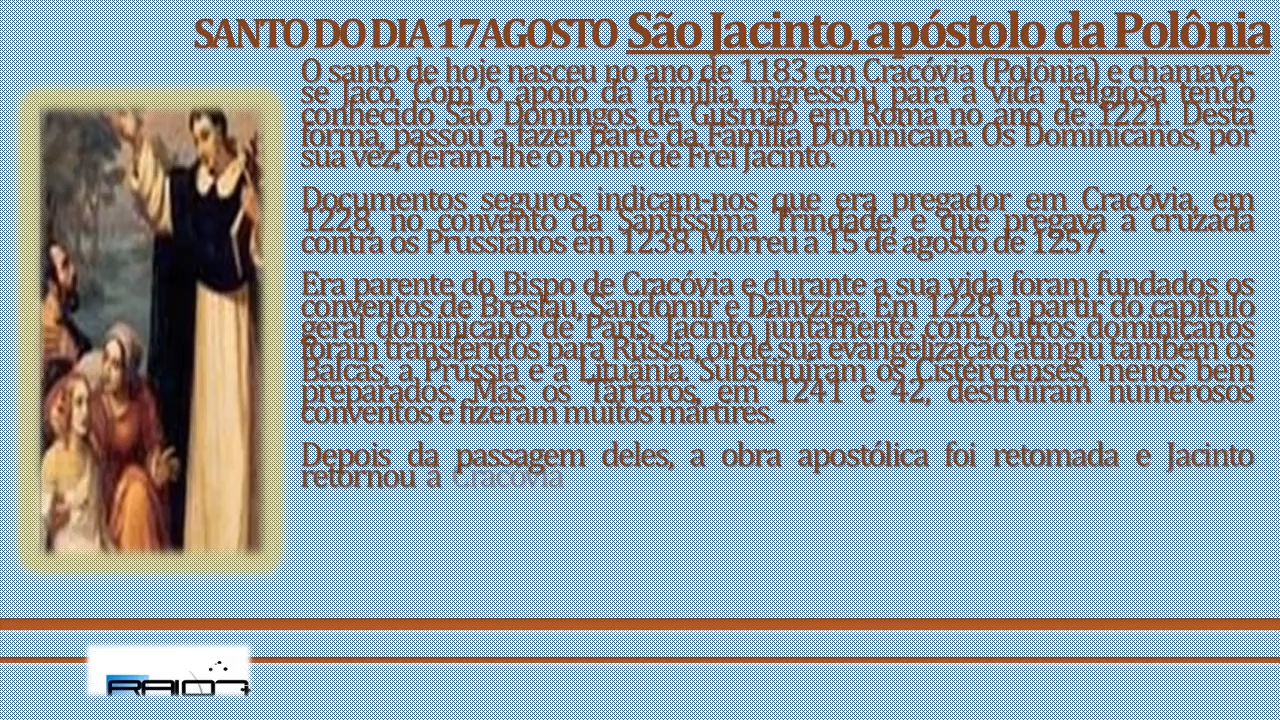 SANTO DO DIA 17AGOSTO São Jacinto, apóstolo da Polônia
O santo de hoje nasceu no ano de 1183 em Cracóvia (Polônia) e chamava-
se Jacó. Com o apoio da família, ingressou para a vida religiosa tendo
conhecido São Domingos de Gusmão em Roma no ano de 1221. Desta
forma, passou a fazer parte da Família Dominicana. Os Dominicanos, por
sua vez, deram-lhe o nome de Frei Jacinto.
Documentos seguros indicam-nos que era pregador em Cracóvia, em
1228, no convento da Santíssima Trindade, e que pregava a cruzada
contra os Prussianos em 1238. Morreu a 15 de agosto de 1257.
Era parente do Bispo de Cracóvia e durante a sua vida foram fundados os
conventos de Breslau, Sandomir e Dantziga. Em 1228, a partir do capítulo
geral dominicano de Paris, Jacinto juntamente com outros dominicanos
foram transferidos para Rússia, onde sua evangelização atingiu também os
Balcãs, a Prússia e a Lituânia. Substituíram os Cistercienses, menos bem
preparados. Mas os Tártaros, em 1241 e 42, destruíram numerosos
conventos e fizeram muitos mártires.
Depois da passagem deles, a obra apostólica foi retomada e Jacinto
retornou a Cracóvia